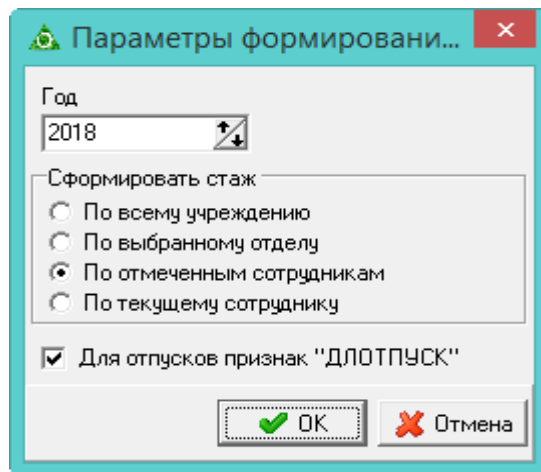 Параметры формировани...
Год
2018
Сформировать стаж
По всему учреждению
По выбранному отделу
По отмеченным сотрудникам
По текущему сотруднику
Для отпусков признак "ДЛОТПУСК"
OK Отмена